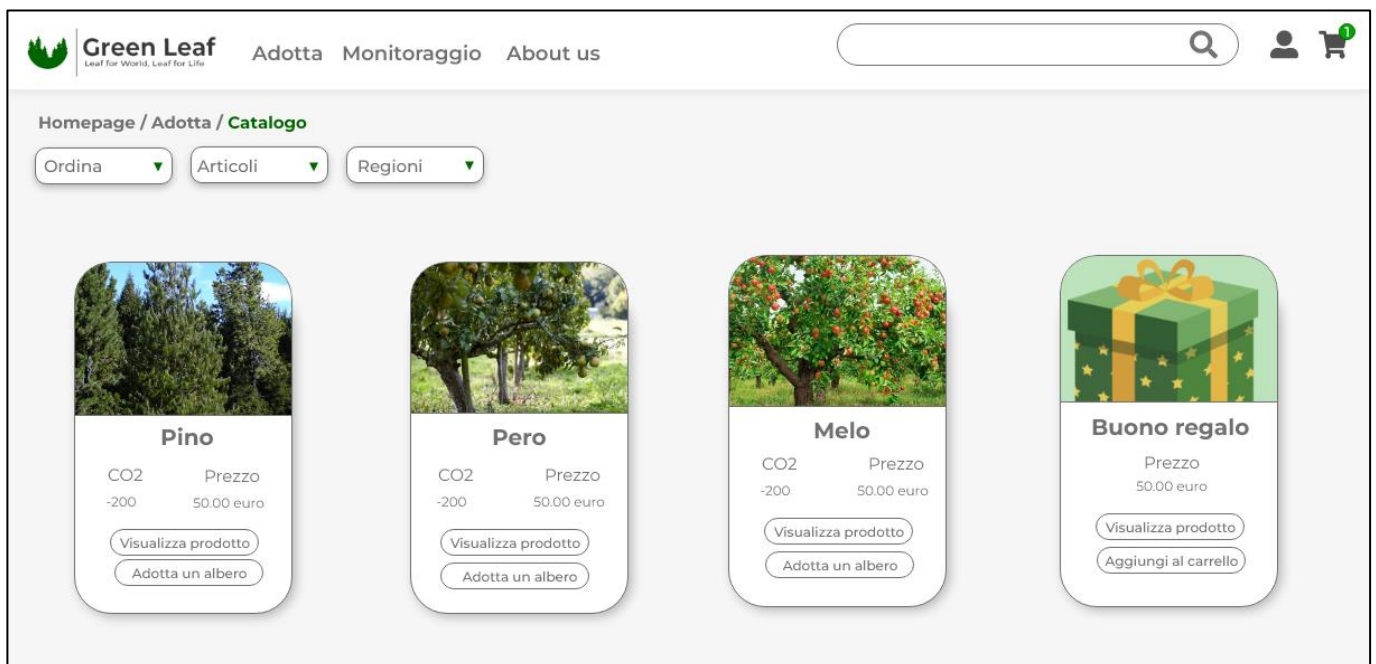 Green Leaf
Leaf for World, Leaf for Life
Adotta Monitoraggio About us
1
Homepage / Adotta / Catalogo
Ordina ▼ Articoli ▼ Regioni ▼
Pino
CO2 Prezzo
-200 50.00 euro
Visualizza prodotto
Adotta un albero
Pero
CO2 Prezzo
-200 50.00 euro
Visualizza prodotto
Adotta un albero
Melo
CO2 Prezzo
-200 50.00 euro
Visualizza prodotto
Adotta un albero
Buono regalo
Prezzo
50.00 euro
Visualizza prodotto
Aggiungi al carrello